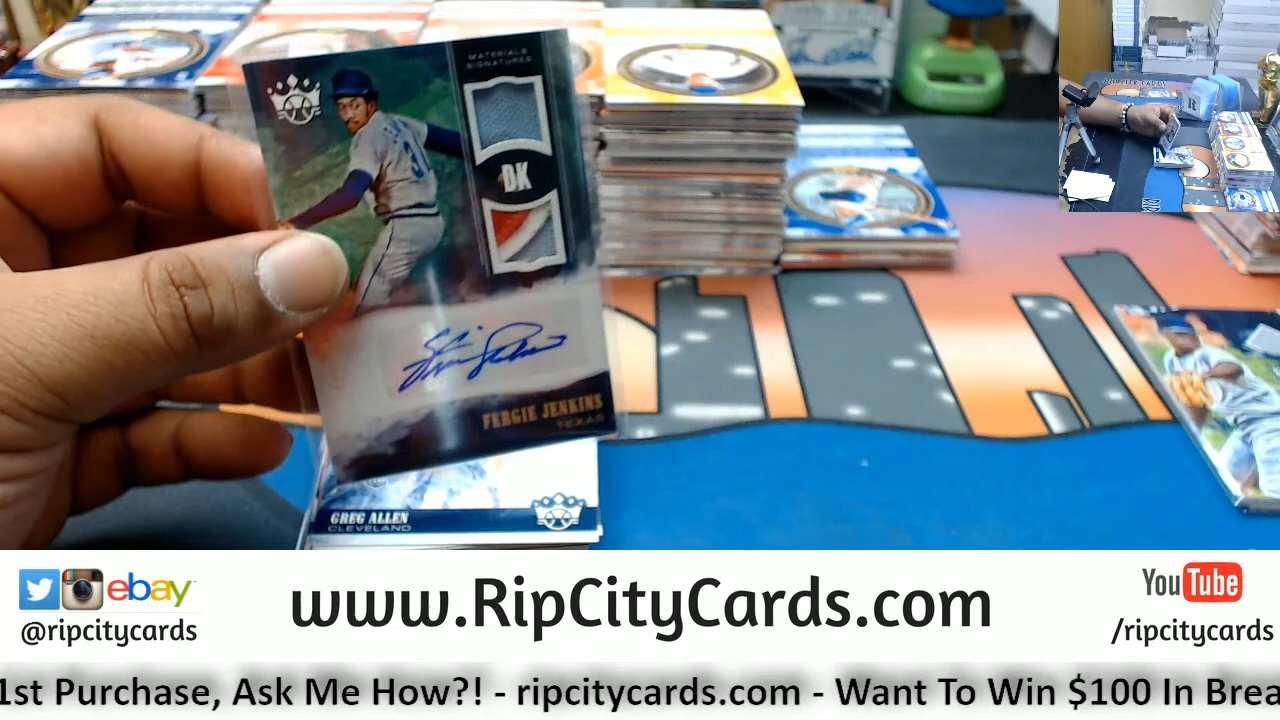 MATERIALS
SIGNATURES
DK
FERGIE JENKINS
TEXAS
GREG ALLEN
CLEVELAND
ebay
@ripcitycards
www.RipCityCards.com
YouTube
/ripcitycards
1st Purchase, Ask Me How?! - ripcitycards.com - Want To Win $100 In Brea